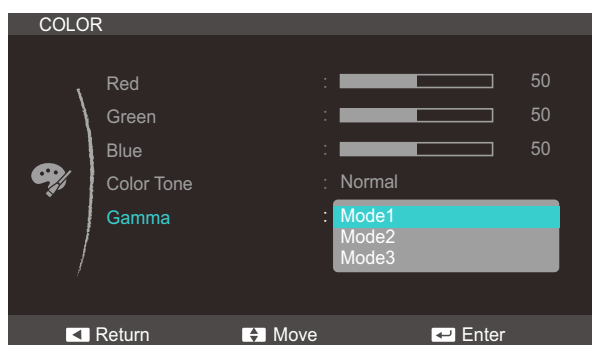 COLOR
Red : 50
Green : 50
Blue : 50
Color Tone : Normal
Gamma : Mode1
Mode2
Mode3
Return Move Enter